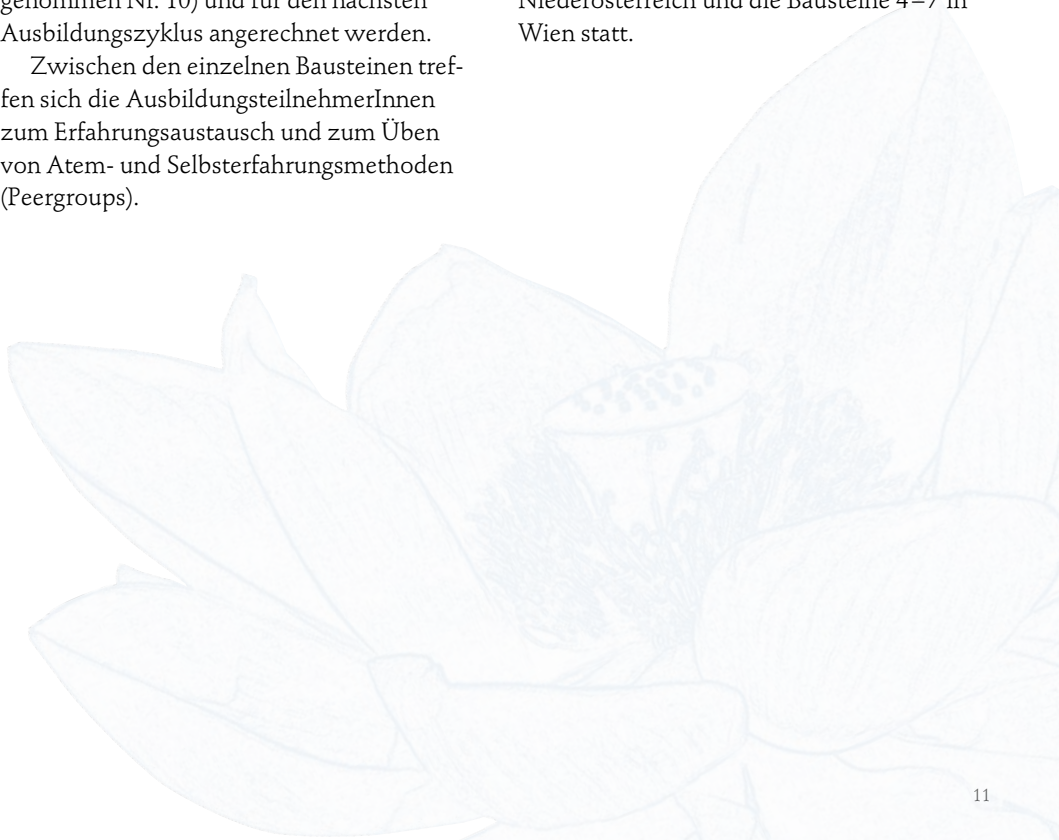 genommen Nr. 10) und für den nächsten
Ausbildungszyklus angerechnet werden.
Zwischen den einzelnen Bausteinen tref-
fen sich die AusbildungsteilnehmerInnen
zum Erfahrungsaustausch und zum Üben
von Atem- und Selbsterfahrungsmethoden
(Peergroups).
Niederösterreich und die Bausteine 4–7 in
Wien statt.
11